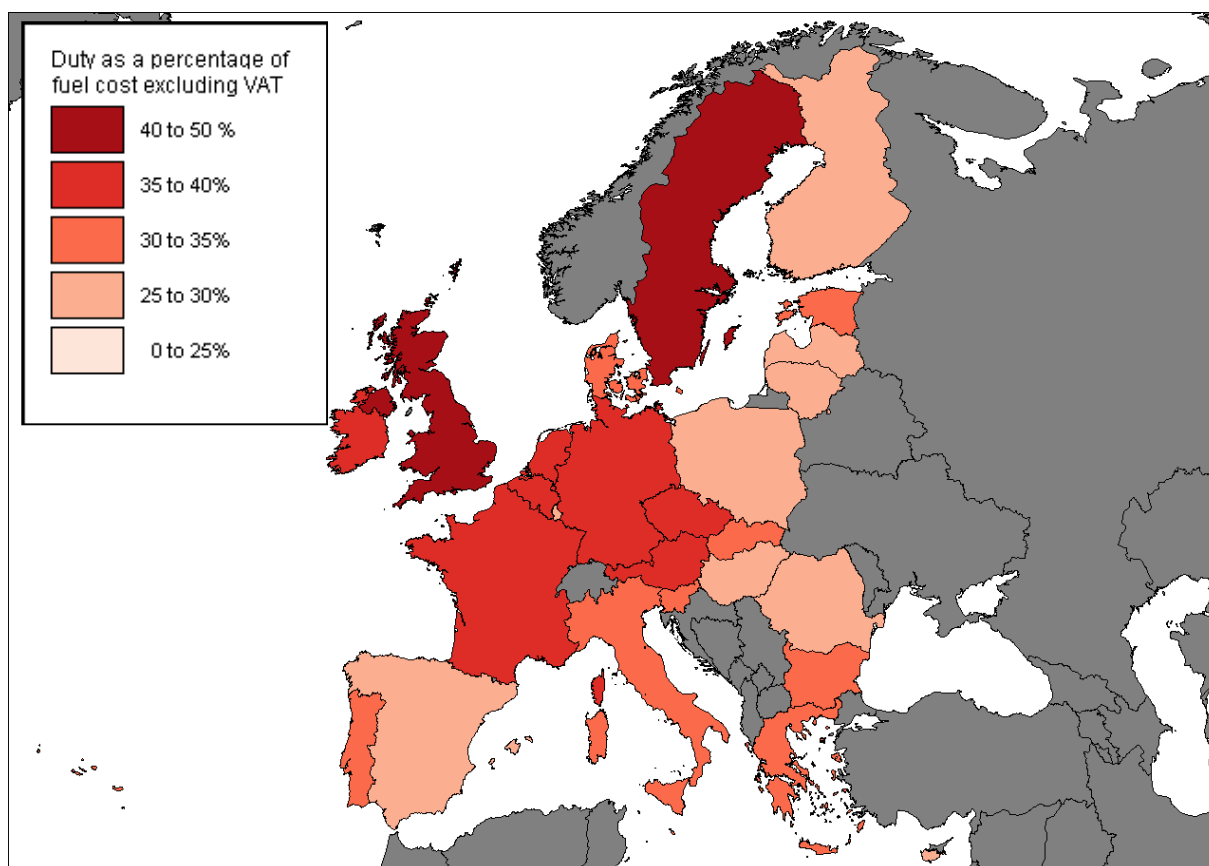 Duty as a percentage of
fuel cost excluding VAT
40 to 50 %
35 to 40%
30 to 35%
25 to 30%
0 to 25%